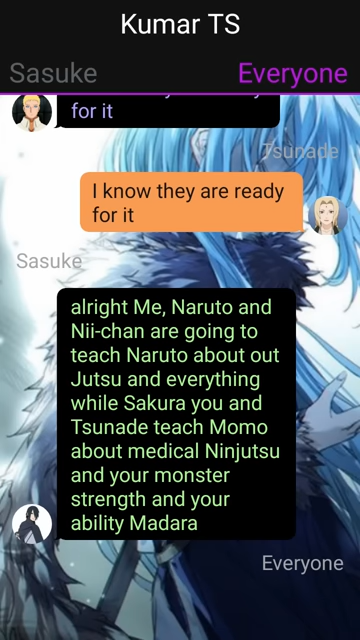 Kumar TS
Sasuke
Everyone
for it
Tsunade
I know they are ready
for it
Sasuke
alright Me, Naruto and
Nii-chan are going to
teach Naruto about out
Jutsu and everything
while Sakura you and
Tsunade teach Momo
about medical Ninjutsu
and your monster
strength and your
ability Madara
Everyone